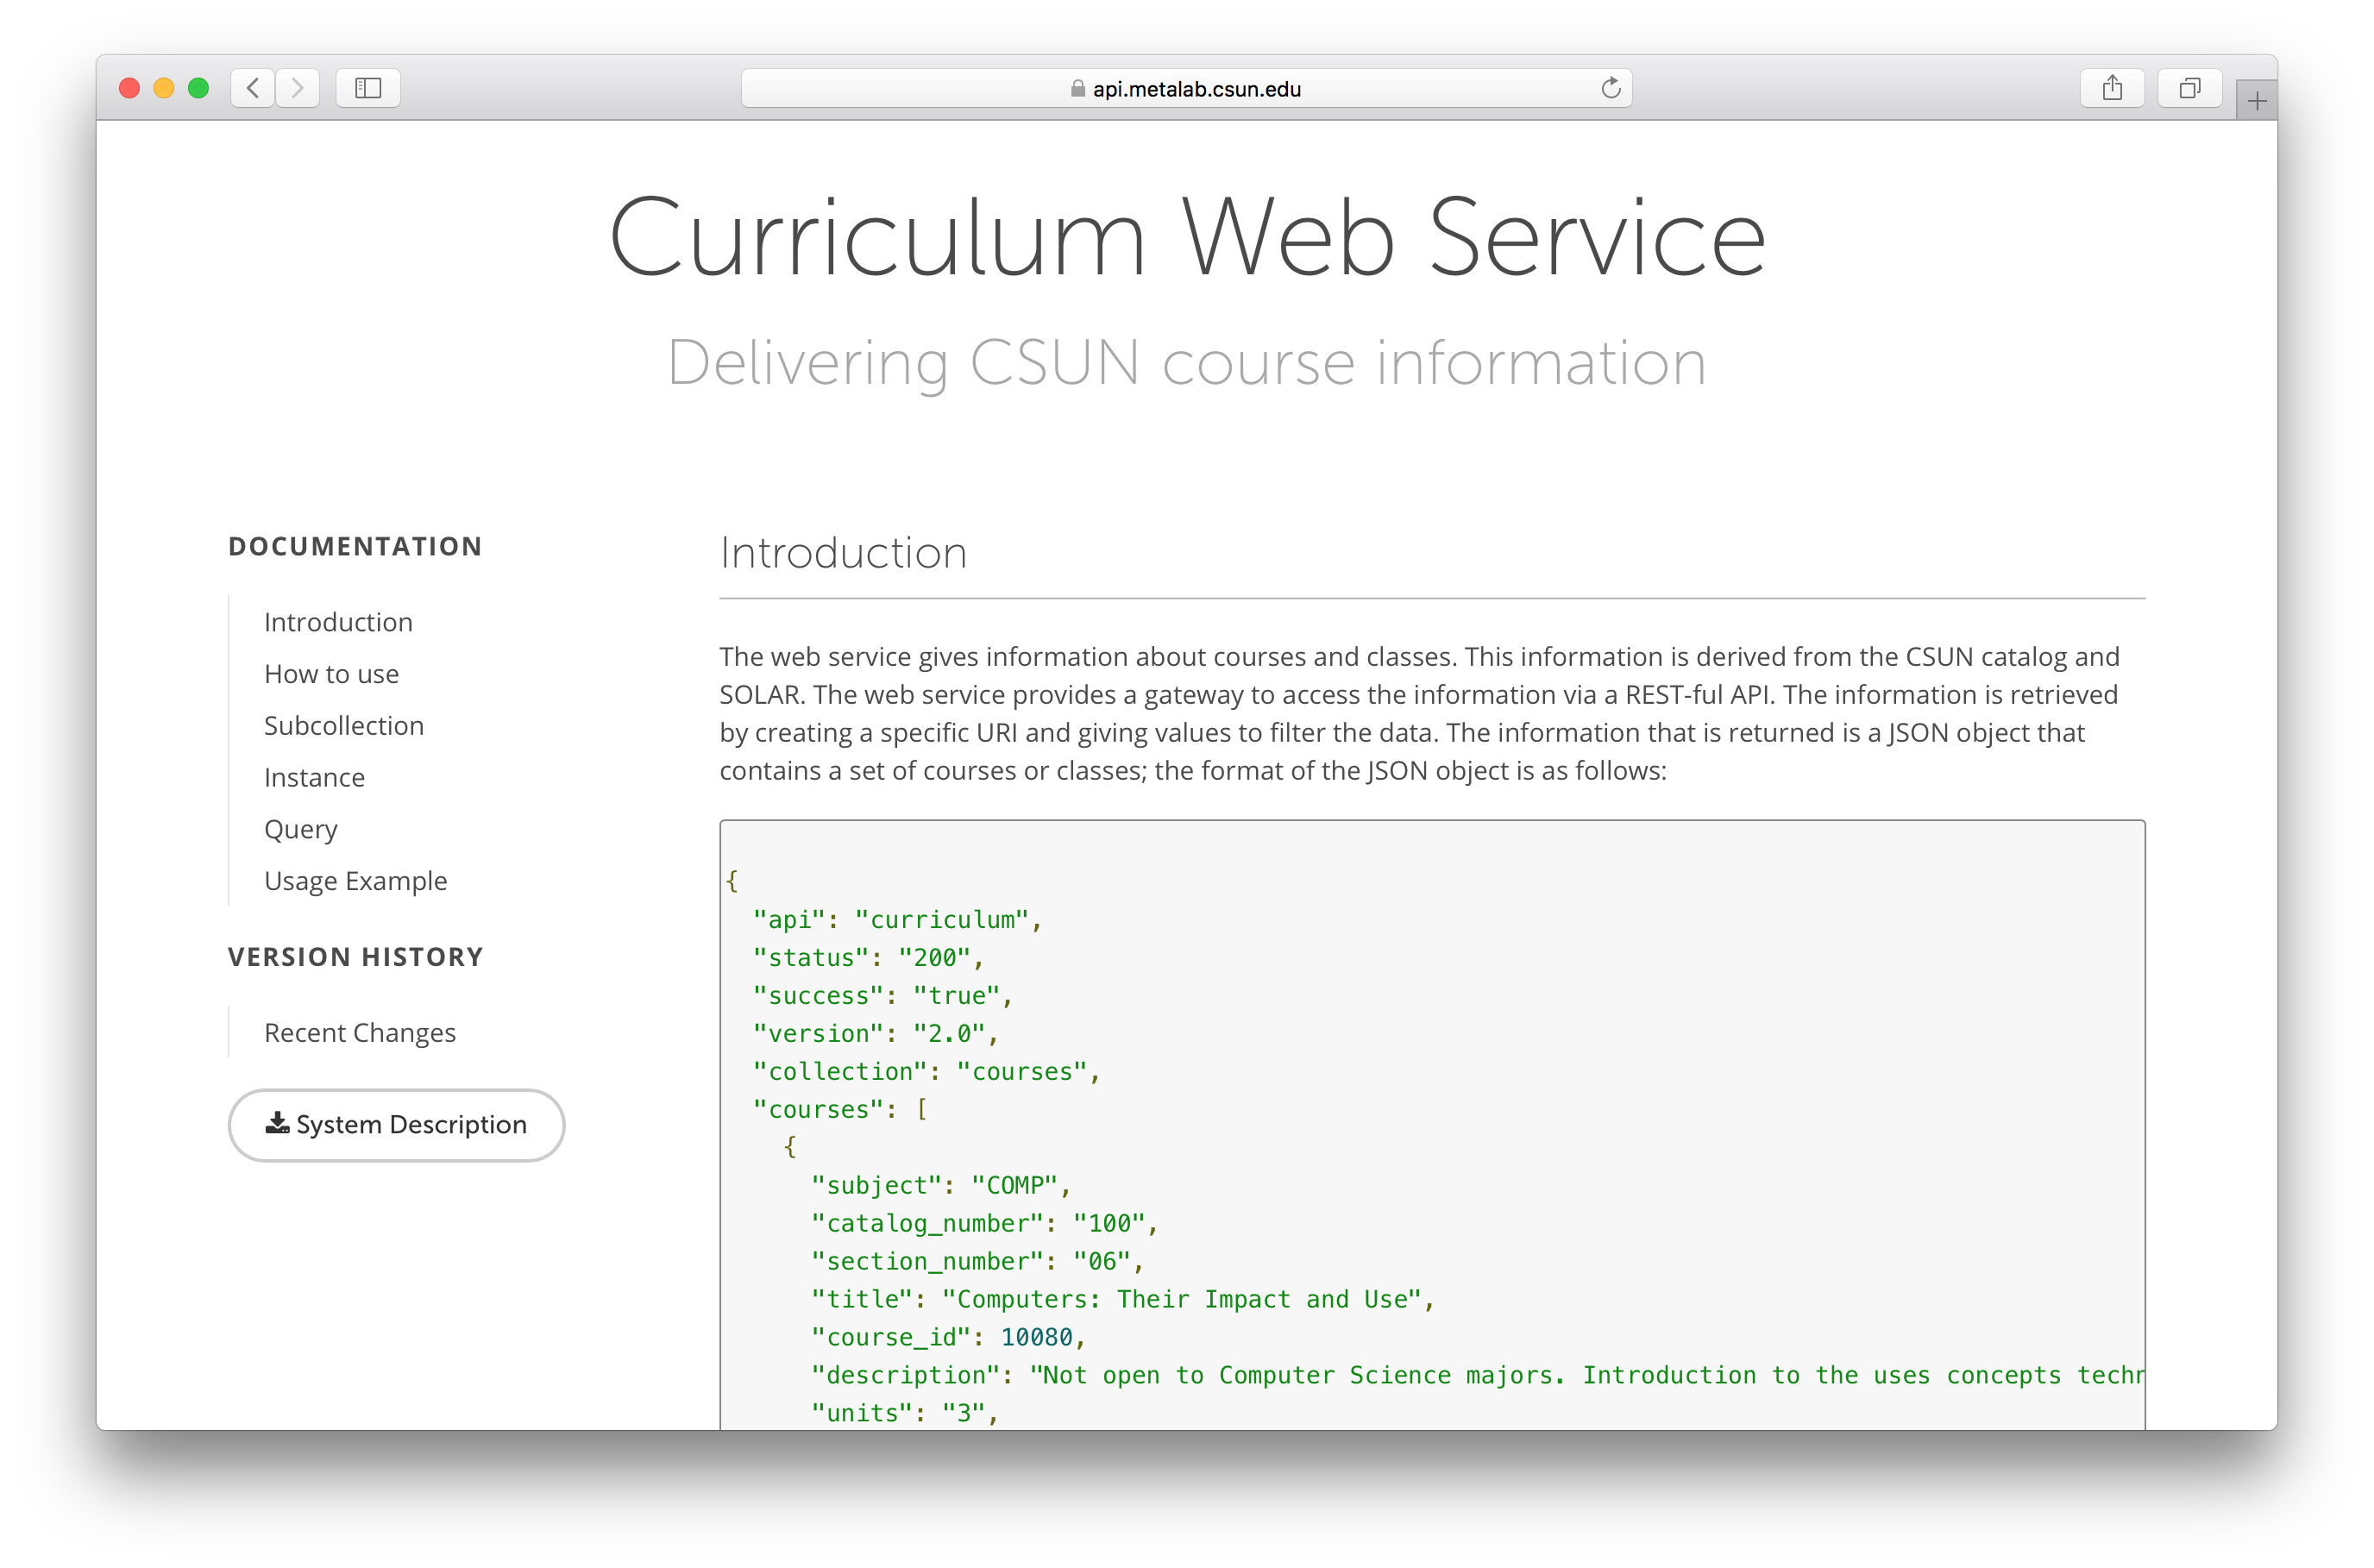 api.metalab.csun.edu
Curriculum Web Service
Delivering CSUN course information
DOCUMENTATION
Introduction
How to use
Subcollection
Instance
Query
Usage Example
VERSION HISTORY
Recent Changes
System Description
Introduction
The web service gives information about courses and classes. This information is derived from the CSUN catalog and
SOLAR. The web service provides a gateway to access the information via a REST-ful API. The information is retrieved
by creating a specific URI and giving values to filter the data. The information that is returned is a JSON object that
contains a set of courses or classes; the format of the JSON object is as follows:
{
"api": "curriculum",
"status": "200",
"success": "true",
"version": "2.0",
"collection": "courses",
"courses": [
{
"subject": "COMP",
"catalog_number": "100",
"section_number": "06",
"title": "Computers: Their Impact and Use",
"course_id": 10080,
"description": "Not open to Computer Science majors. Introduction to the uses concepts techn
"units": "3",